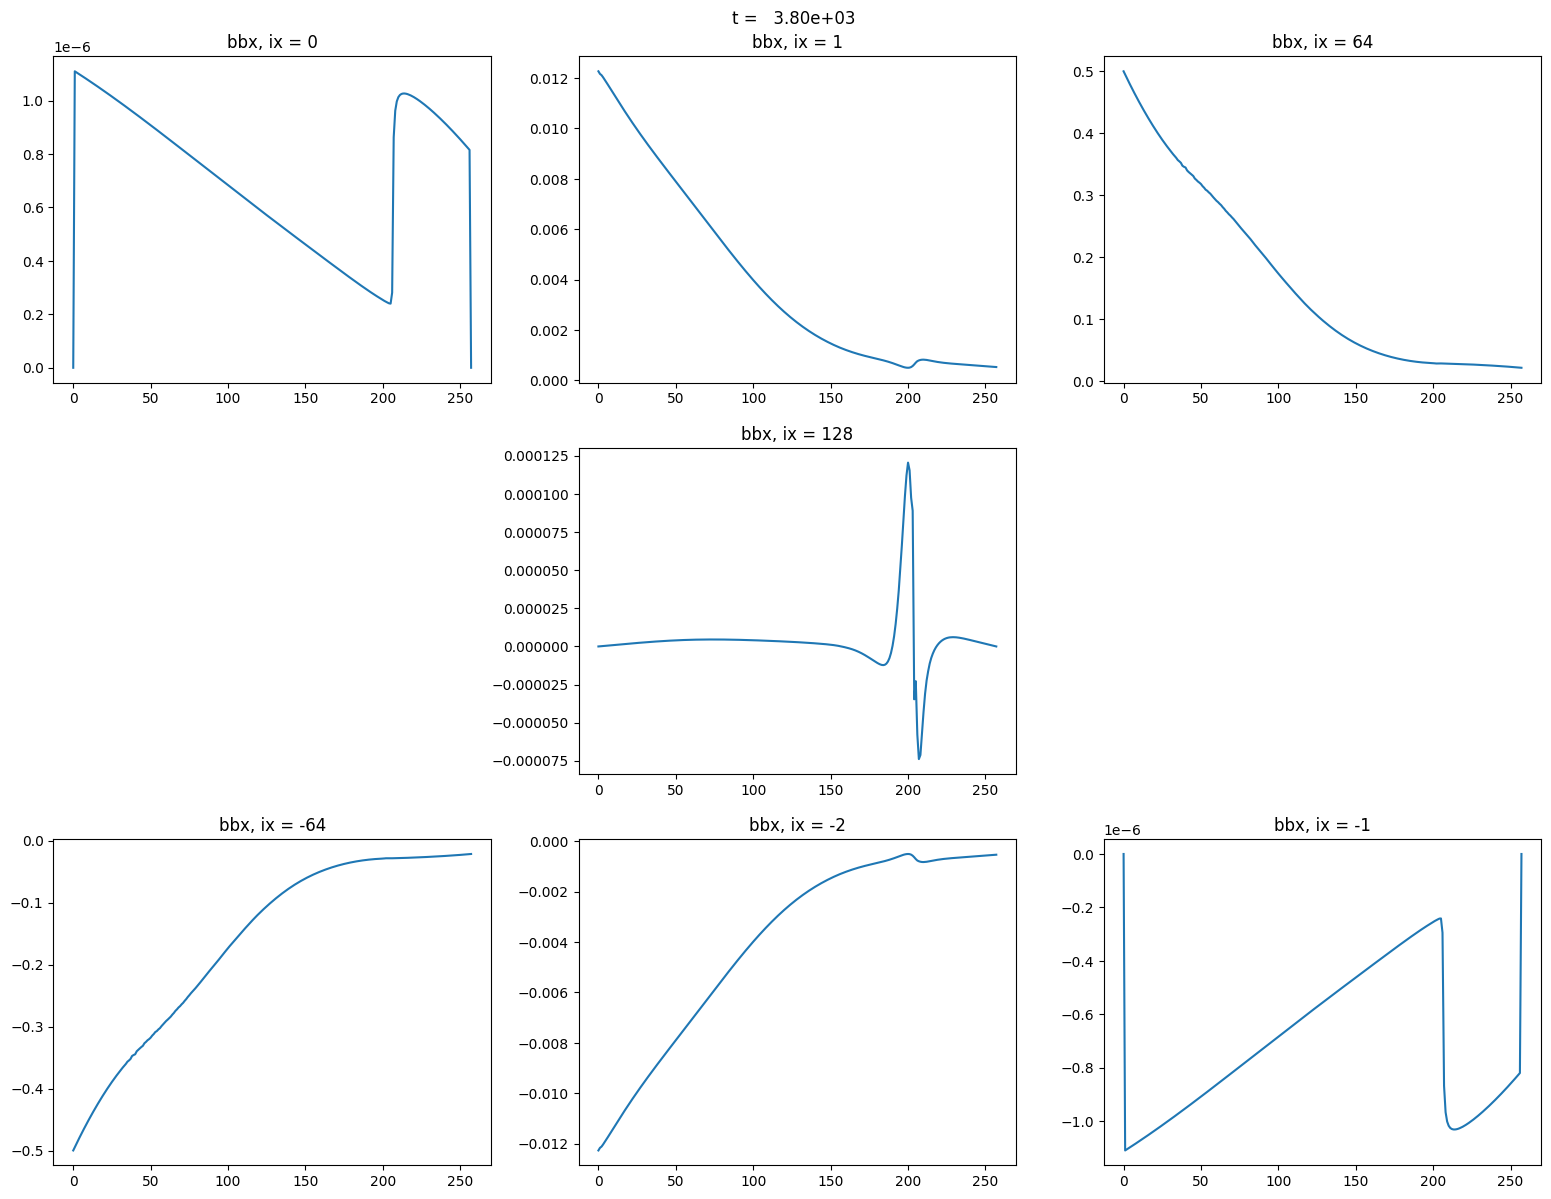 t =   3.80e+03
bbx, ix = 0
bbx, ix = 1
bbx, ix = 64
1e−6
1.0
0.8
0.6
0.4
0.2
0.0
0 50 100 150 200 250
0.012
0.010
0.008
0.006
0.004
0.002
0.000
0 50 100 150 200 250
0.5
0.4
0.3
0.2
0.1
0.0
0 50 100 150 200 250
bbx, ix = 128
0.000125
0.000100
0.000075
0.000050
0.000025
0.000000
−0.000025
−0.000050
−0.000075
0 50 100 150 200 250
bbx, ix = -64
bbx, ix = -2
bbx, ix = -1
0.0
−0.1
−0.2
−0.3
−0.4
−0.5
0 50 100 150 200 250
0.000
−0.002
−0.004
−0.006
−0.008
−0.010
−0.012
0 50 100 150 200 250
1e−6
0.0
−0.2
−0.4
−0.6
−0.8
−1.0
0 50 100 150 200 250